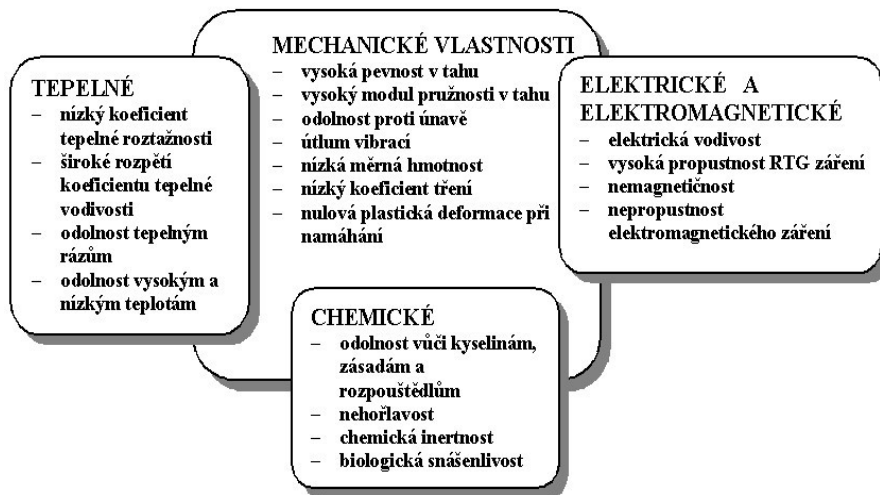 TEPELNÉ
– nízký koeficient
tepelné roztažnosti
– široké rozpětí
koeficientu tepelné
vodivosti
– odolnost tepelným
rázům
– odolnost vysokým a
nízkým teplotám
MECHANICKÉ VLASTNOSTI
– vysoká pevnost v tahu
– vysoký modul pružnosti v tahu
– odolnost proti únavě
– útlum vibrací
– nízká měrná hmotnost
– nízký koeficient tření
– nulová plastická deformace při
namáhání
ELEKTRICKÉ A
ELEKTROMAGNETICKÉ
– elektrická vodivost
– vysoká propustnost RTG záření
– nemagnetičnost
– nepropustnost
elektromagnetického záření
CHEMICKÉ
– odolnost vůči kyselinám,
zásadám a
rozpouštědlům
– nehořlavost
– chemická inertnost
– biologická snášenlivost